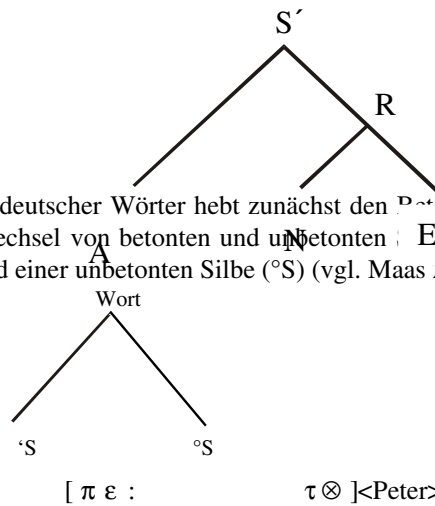 S´
R
deutscher Wörter hebt zunächst den
echsel von betonten und unbetonten
N
E
A
d einer unbetonten Silbe (°S) (vgl. Maas
Wort
‘S °S
[ π ε : τ ⊗ ]<Peter>